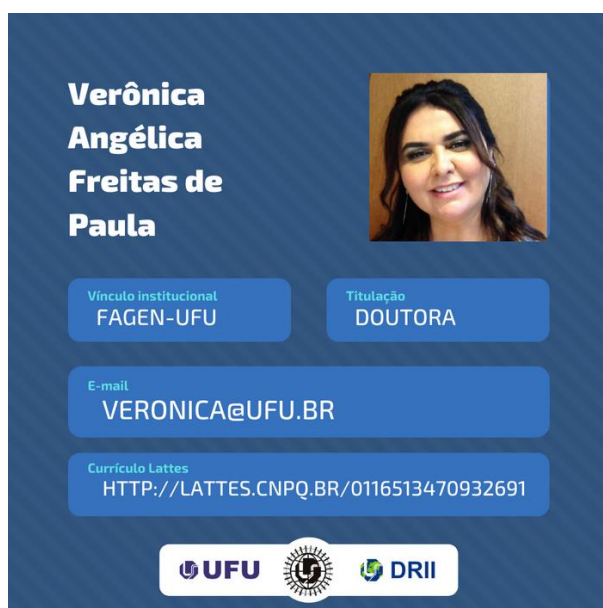 Verônica
Angélica
Freitas de
Paula
Vínculo institucional
FAGEN-UFU
Titulação
DOUTORA
E-mail
VERONICA@UFU.BR
Currículo Lattes
HTTP://LATTES.CNPQ.BR/0116513470932691
UFU
DRII